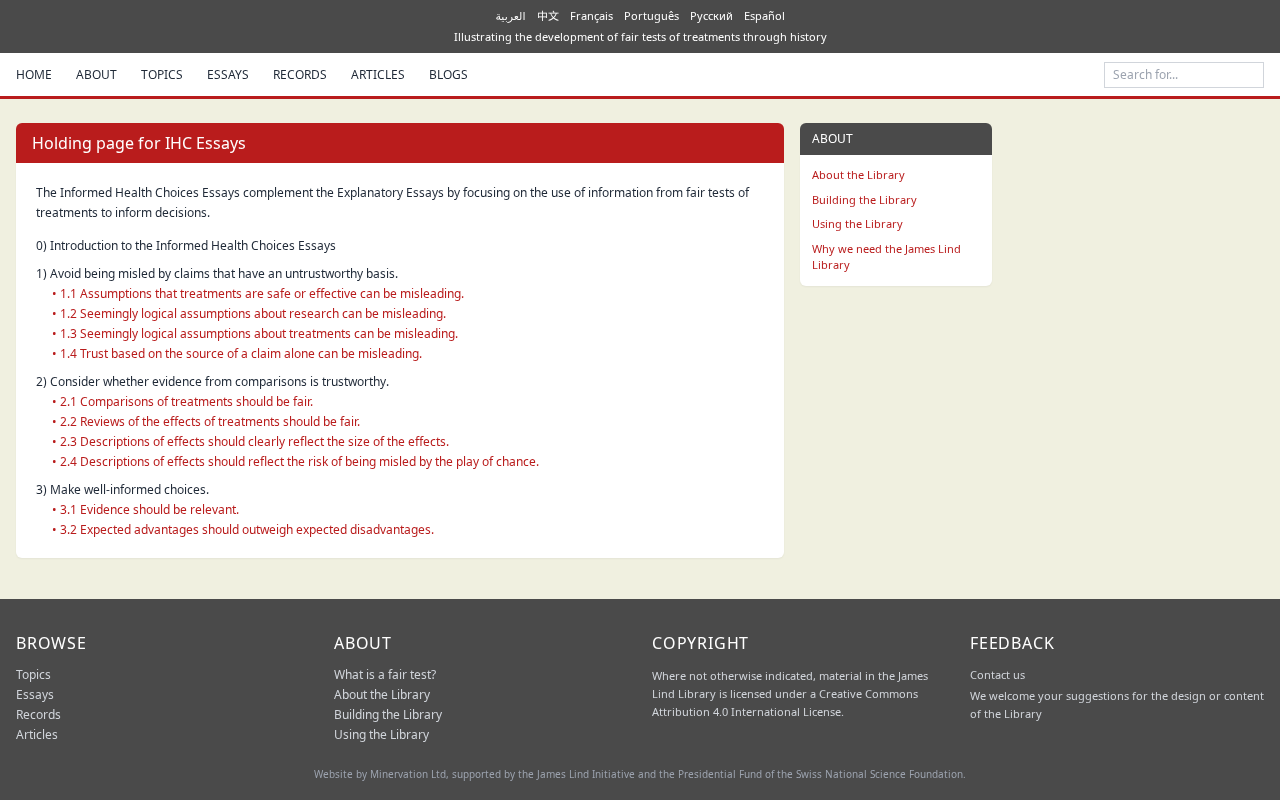 العربية 中文 Français Português Русский Español
Illustrating the development of fair tests of treatments through history
HOME ABOUT TOPICS ESSAYS RECORDS ARTICLES BLOGS Search for...
Holding page for IHC Essays
The Informed Health Choices Essays complement the Explanatory Essays by focusing on the use of information from fair tests of
treatments to inform decisions.
0) Introduction to the Informed Health Choices Essays
1) Avoid being misled by claims that have an untrustworthy basis.
• 1.1 Assumptions that treatments are safe or effective can be misleading.
• 1.2 Seemingly logical assumptions about research can be misleading.
• 1.3 Seemingly logical assumptions about treatments can be misleading.
• 1.4 Trust based on the source of a claim alone can be misleading.
2) Consider whether evidence from comparisons is trustworthy.
• 2.1 Comparisons of treatments should be fair.
• 2.2 Reviews of the effects of treatments should be fair.
• 2.3 Descriptions of effects should clearly reflect the size of the effects.
• 2.4 Descriptions of effects should reflect the risk of being misled by the play of chance.
3) Make well-informed choices.
• 3.1 Evidence should be relevant.
• 3.2 Expected advantages should outweigh expected disadvantages.
ABOUT
About the Library
Building the Library
Using the Library
Why we need the James Lind
Library
BROWSE
Topics
Essays
Records
Articles
ABOUT
What is a fair test?
About the Library
Building the Library
Using the Library
COPYRIGHT
Where not otherwise indicated, material in the James
Lind Library is licensed under a Creative Commons
Attribution 4.0 International License.
FEEDBACK
Contact us
We welcome your suggestions for the design or content
of the Library
Website by Minervation Ltd, supported by the James Lind Initiative and the Presidential Fund of the Swiss National Science Foundation.